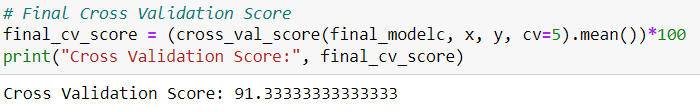 # Final Cross Validation Score
final_cv_score = (cross_val_score(final_modelc, x, y, cv=5).mean())*100
print("Cross Validation Score:", final_cv_score)
Cross Validation Score: 91.33333333333333